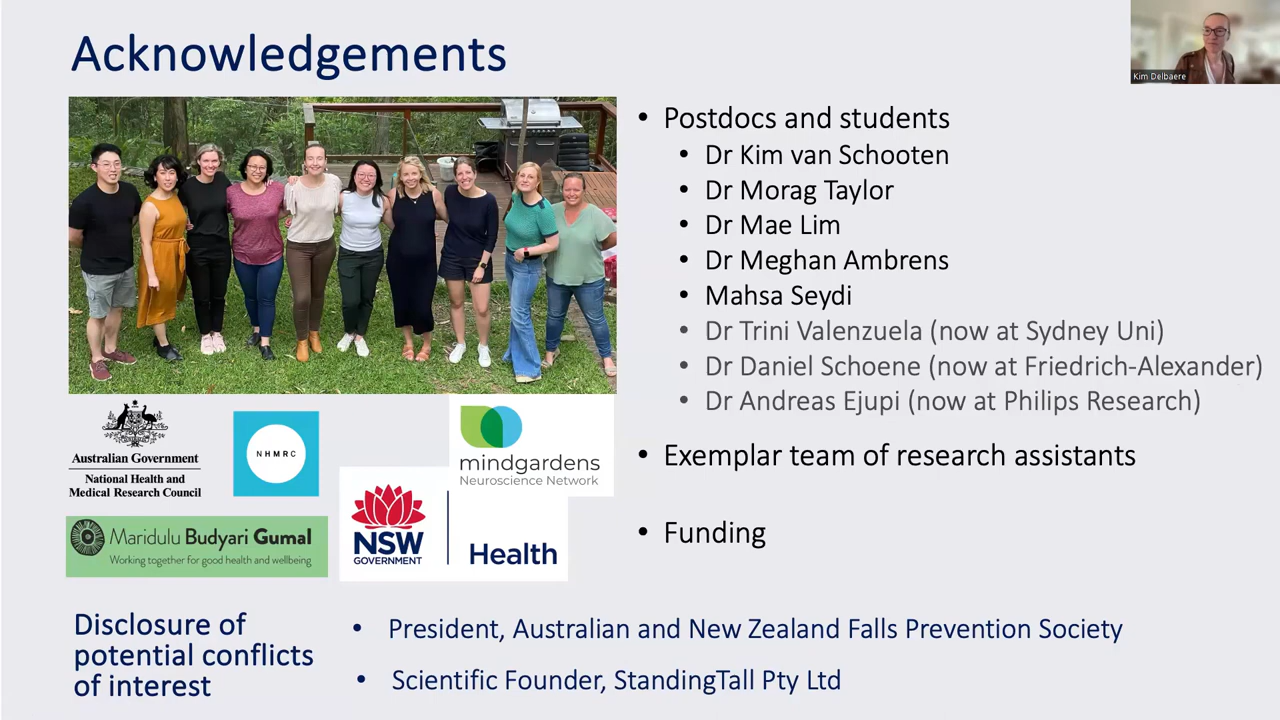 Acknowledgements
Kim Delbaere
• Postdocs and students
• Dr Kim van Schooten
• Dr Morag Taylor
• Dr Mae Lim
• Dr Meghan Ambrens
• Mahsa Seydi
• Dr Trini Valenzuela (now at Sydney Uni)
• Dr Daniel Schoene (now at Friedrich-Alexander)
• Dr Andreas Ejupi (now at Philips Research)
• Exemplar team of research assistants
• Funding
Australian Government
National Health and
Medical Research Council
NHMRC
mindgardens
Neuroscience Network
Maridulu Budyari Gumal
Working together for good health and wellbeing
NSW
GOVERNMENT
Health
Disclosure of
potential conflicts
of interest
• President, Australian and New Zealand Falls Prevention Society
• Scientific Founder, StandingTall Pty Ltd